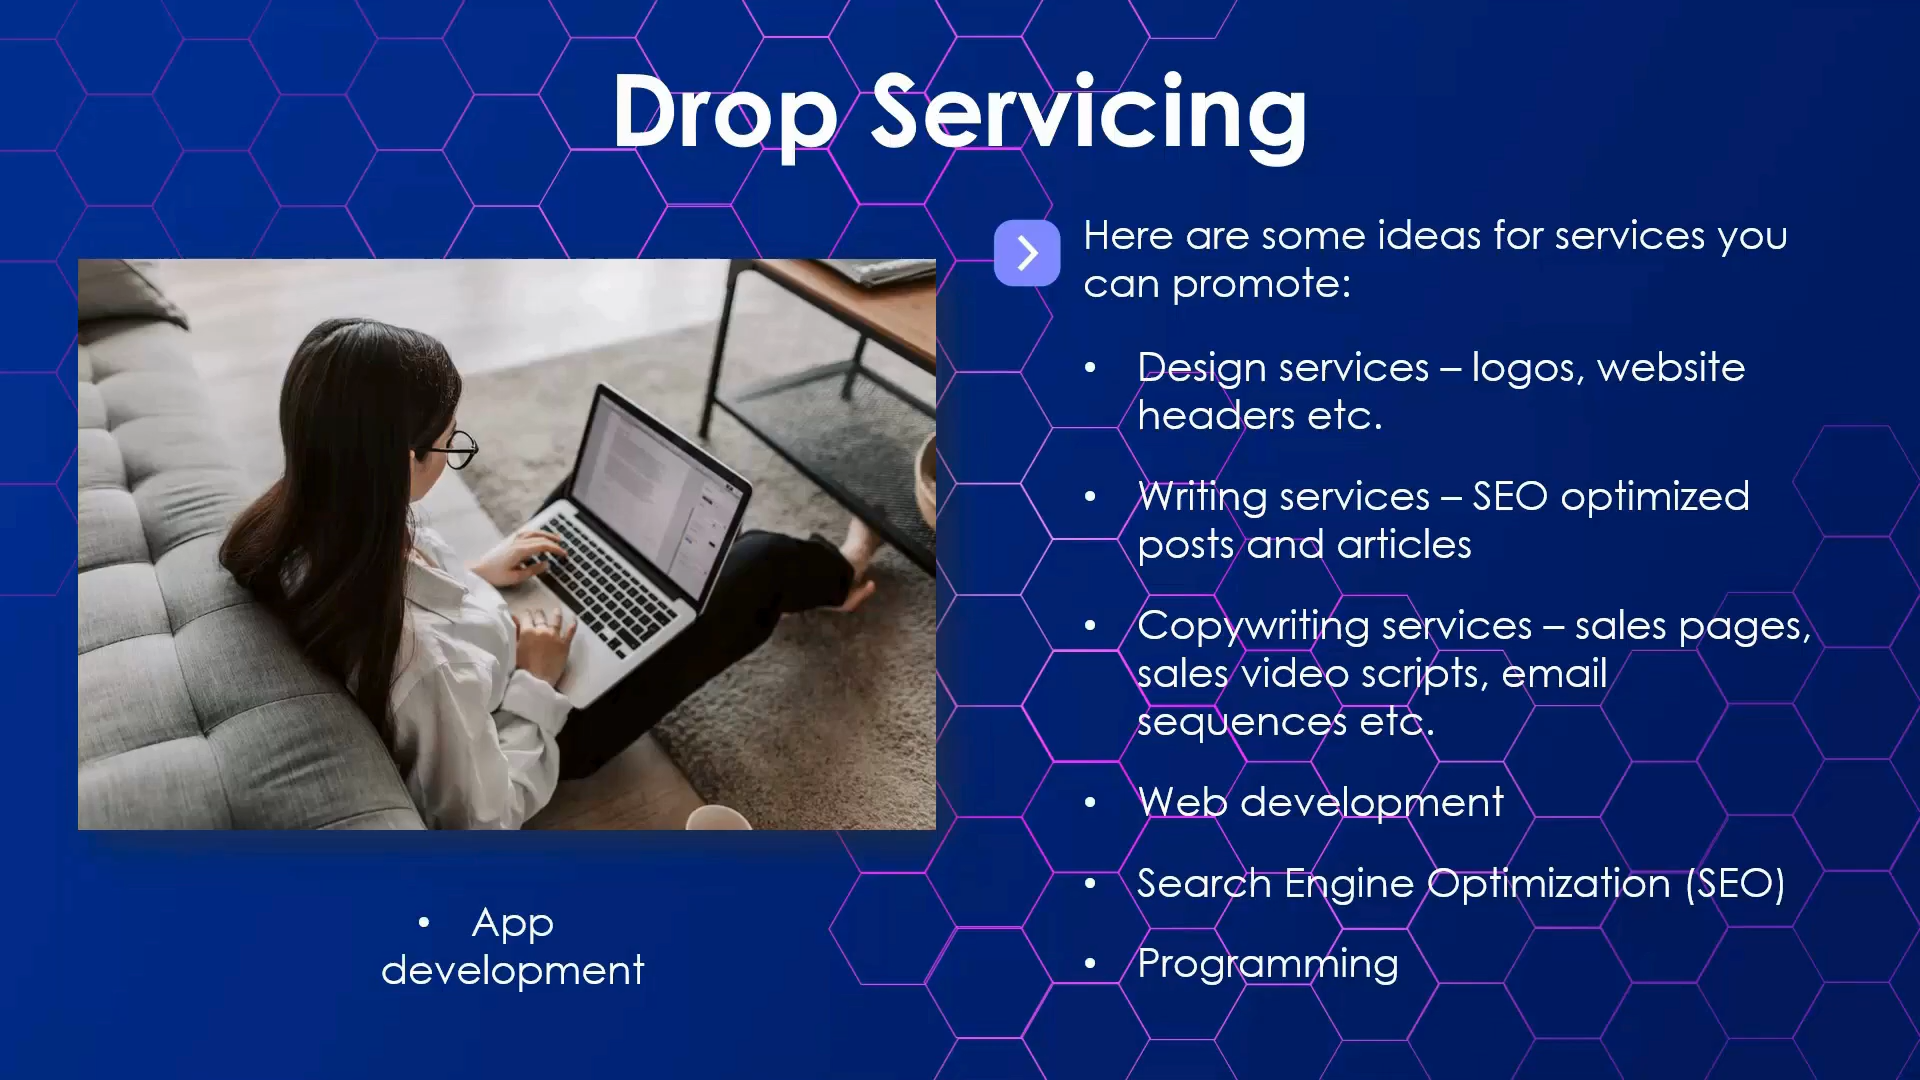 Drop Servicing
Here are some ideas for services you
can promote:
• Design services – logos, website
headers etc.
• Writing services – SEO optimized
posts and articles
• Copywriting services – sales pages,
sales video scripts, email
sequences etc.
• Web development
• Search Engine Optimization (SEO)
• Programming
• App
development